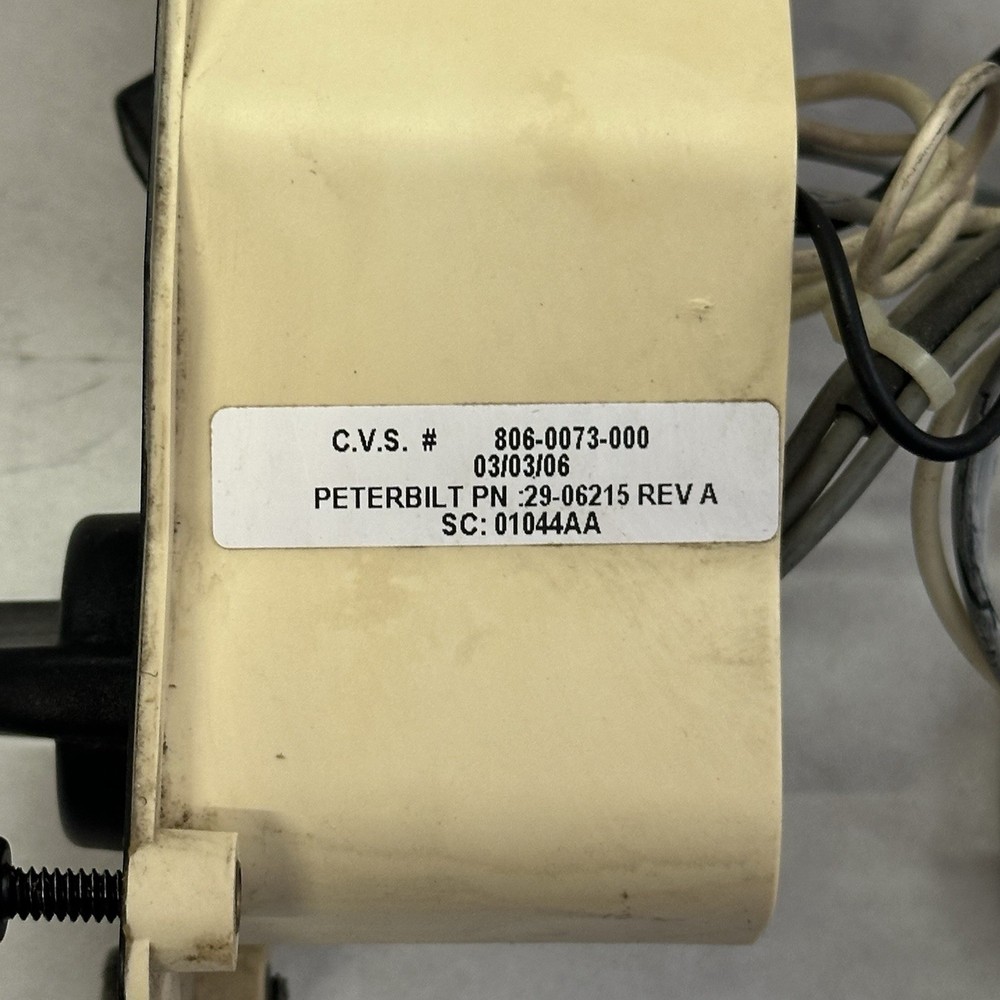 C.V.S. # 806-0073-000
03/03/06
PETERBILT PN :29-06215 REV A
SC: 01044AA